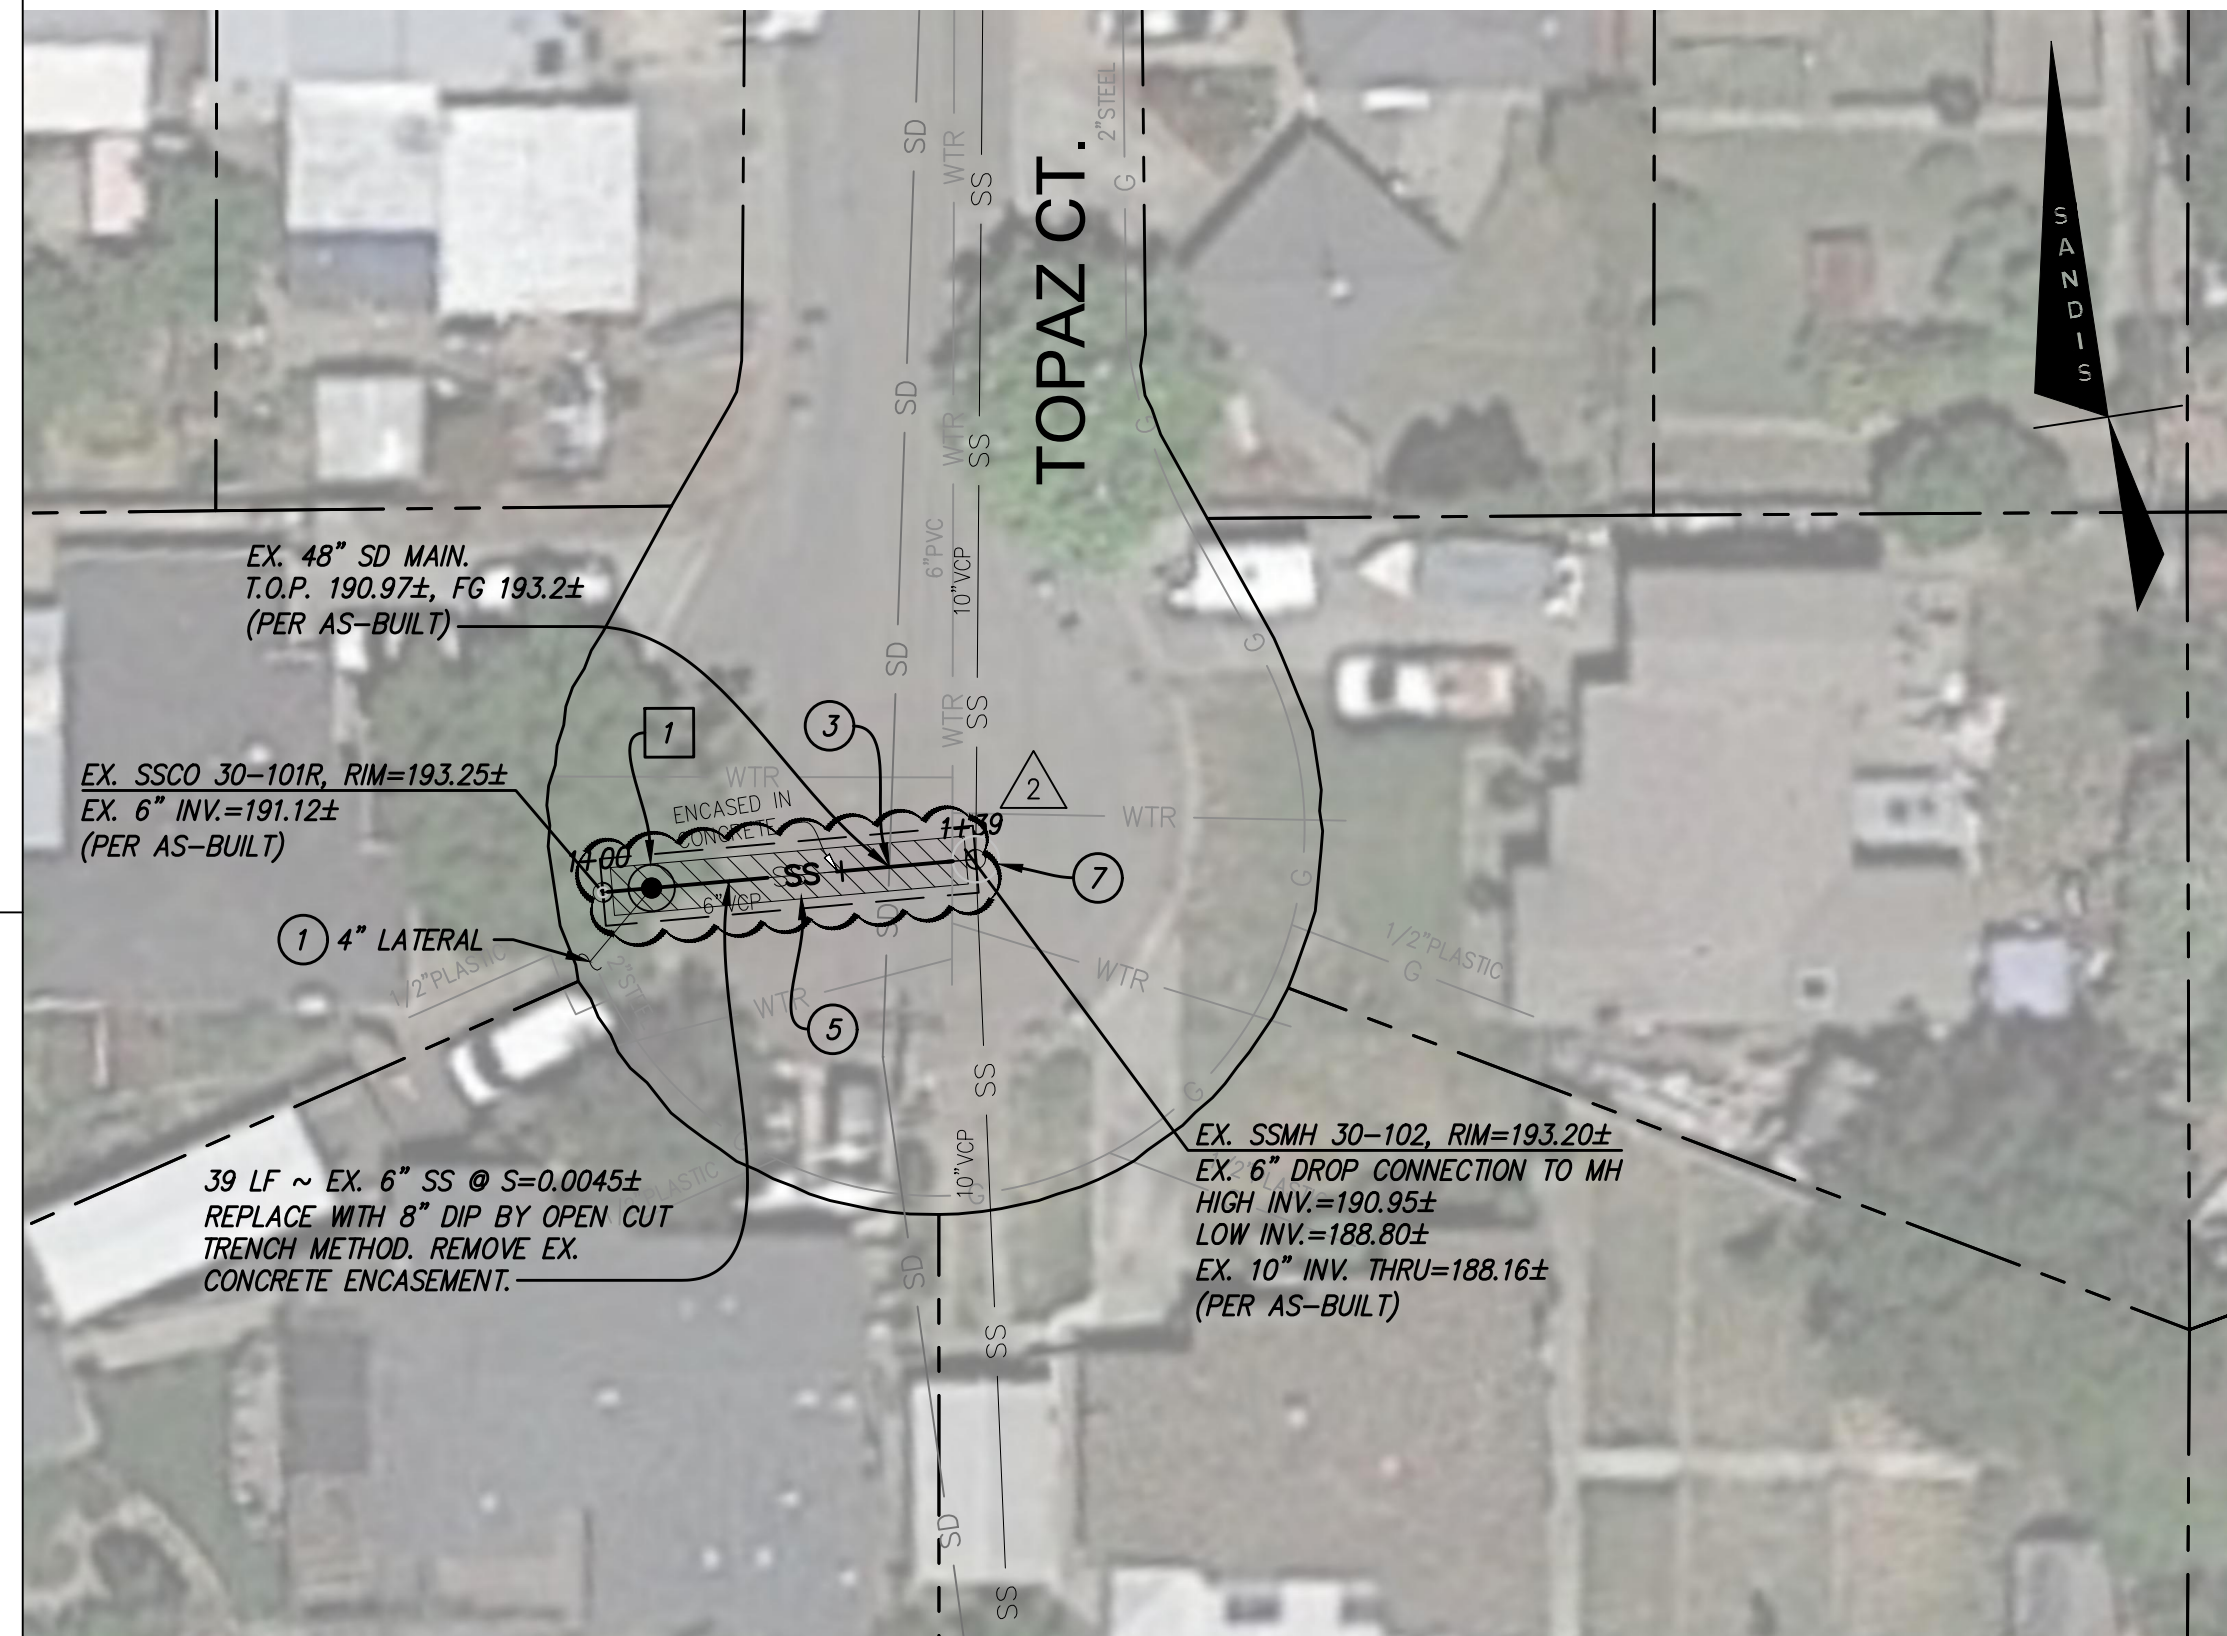 SD
WTR
SS
2"STEEL
G
TOPAZ CT.
SANDIS
SD
WTR
SS
G
EX. 48" SD MAIN.
T.O.P. 190.97±, FG 193.2±
(PER AS-BUILT)
6"PVC
10"VCP
SD
G
WTR
SS
1
3
2
EX. SSCO 30-101R, RIM=193.25±
EX. 6" INV.=191.12±
(PER AS-BUILT)
WTR
ENCASED IN
CONCRETE
WTR
1+00
1+39
SS
6"VCP
7
G
SD
1 4" LATERAL
1/2"PLASTIC
2"STEEL
WTR
5
WTR
1/2"PLASTIC
G
SS
G
10"VCP
G
39 LF ~ EX. 6" SS @ S=0.0045±
REPLACE WITH 8" DIP BY OPEN CUT
TRENCH METHOD. REMOVE EX.
CONCRETE ENCASEMENT.
EX. SSMH 30-102, RIM=193.20±
EX. 6" DROP CONNECTION TO MH
HIGH INV.=190.95±
LOW INV.=188.80±
EX. 10" INV. THRU=188.16±
(PER AS-BUILT)
SD
SS
SD
SS